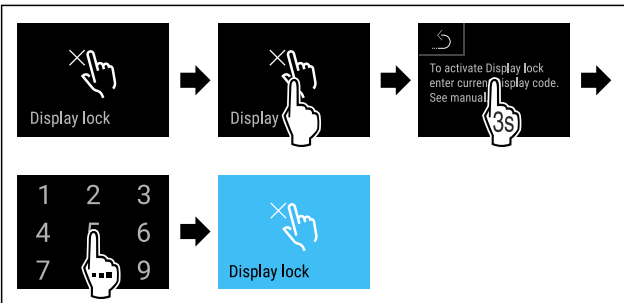 Display lock
Display
To activate Display lock
enter current display code.
See manual.
3s
1 2 3
4 5 6
7 9
Display lock